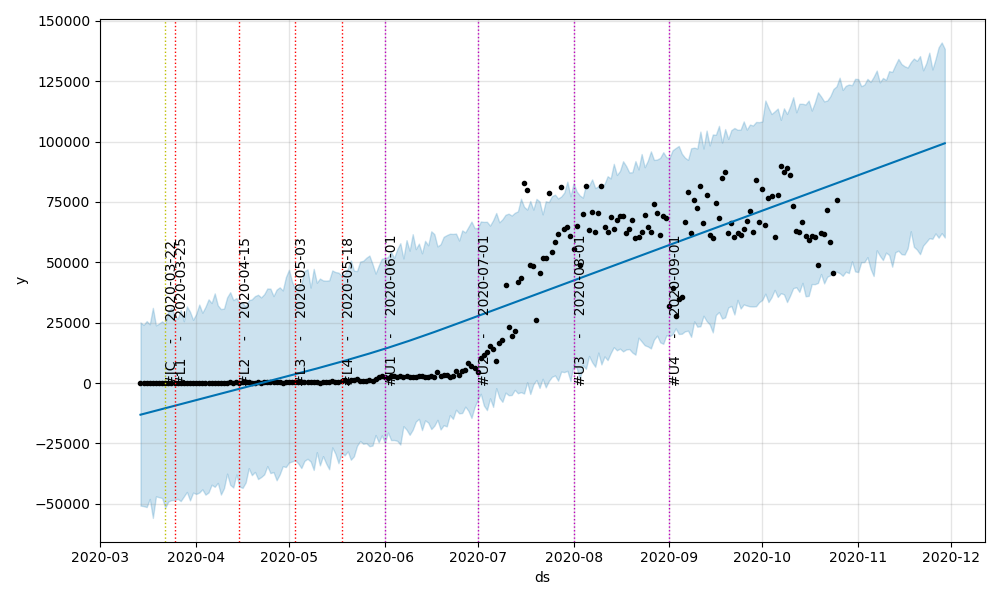 150000
125000
100000
75000
50000
25000
0
−25000
−50000
y
#JC - 2020-03-22
#L1 - 2020-03-25
#L2 - 2020-04-15
#L3 - 2020-05-03
#L4 - 2020-05-18
#U1 - 2020-06-01
#U2 - 2020-07-01
#U3 - 2020-08-01
#U4 - 2020-09-01
2020-03 2020-04 2020-05 2020-06 2020-07 2020-08 2020-09 2020-10 2020-11 2020-12
ds